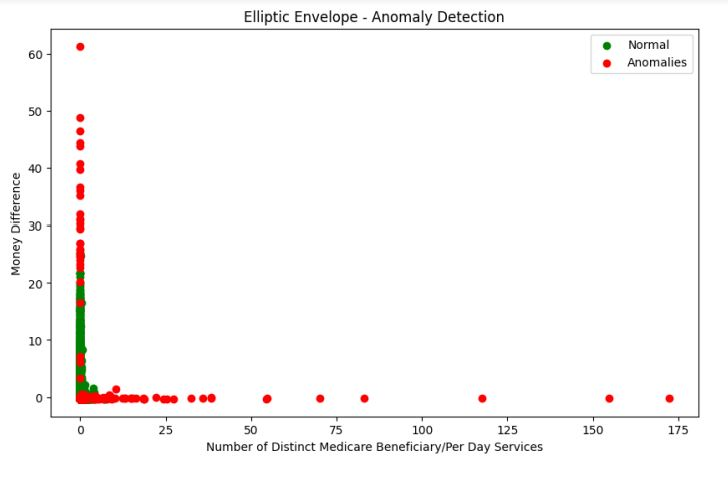 Elliptic Envelope - Anomaly Detection
Normal
Anomalies
60
50
40
30
20
10
0
Money Difference
0 25 50 75 100 125 150 175
Number of Distinct Medicare Beneficiary/Per Day Services